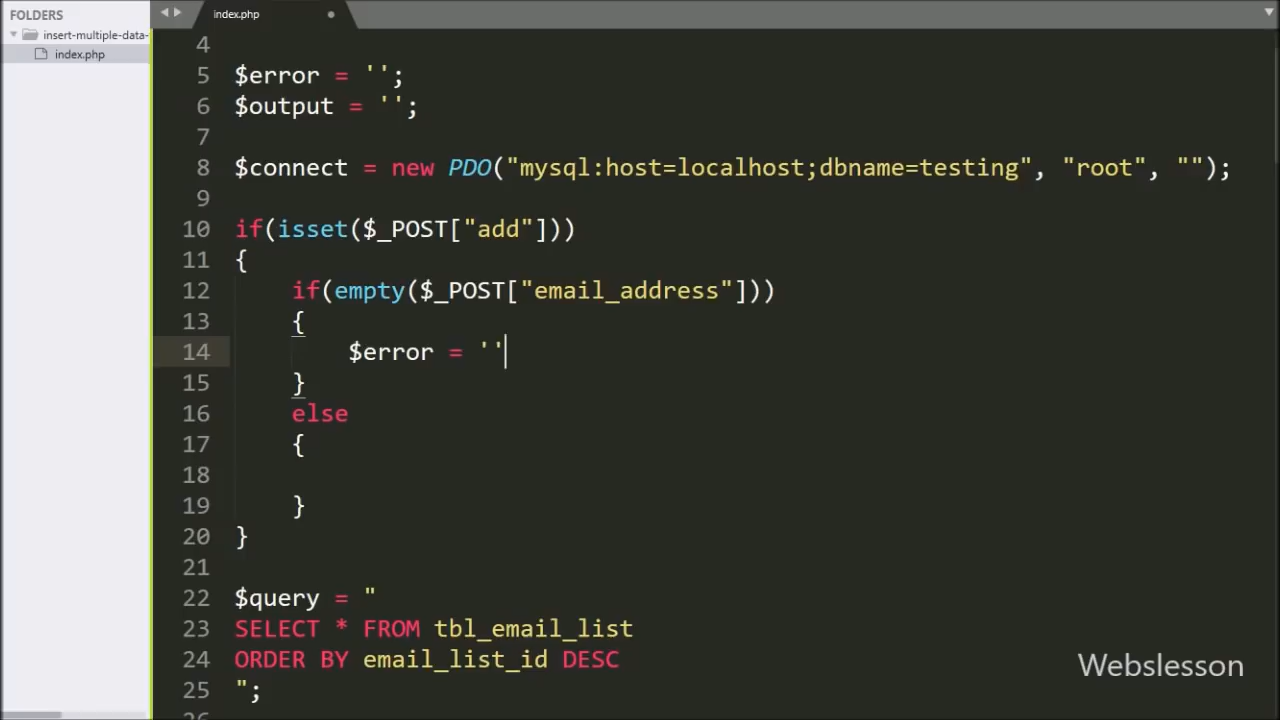 FOLDERS
insert-multiple-data-
index.php
index.php
4
5 $error = '';
6 $output = '';
7
8 $connect = new PDO("mysql:host=localhost;dbname=testing", "root", "");
9
10 if(isset($_POST["add"]))
11 {
12 if(empty($_POST["email_address"]))
13 {
14 $error = ''
15 }
16 else
17 {
18
19 }
20 }
21
22 $query = "
23 SELECT * FROM tbl_email_list
24 ORDER BY email_list_id DESC
25 ";
Webslesson